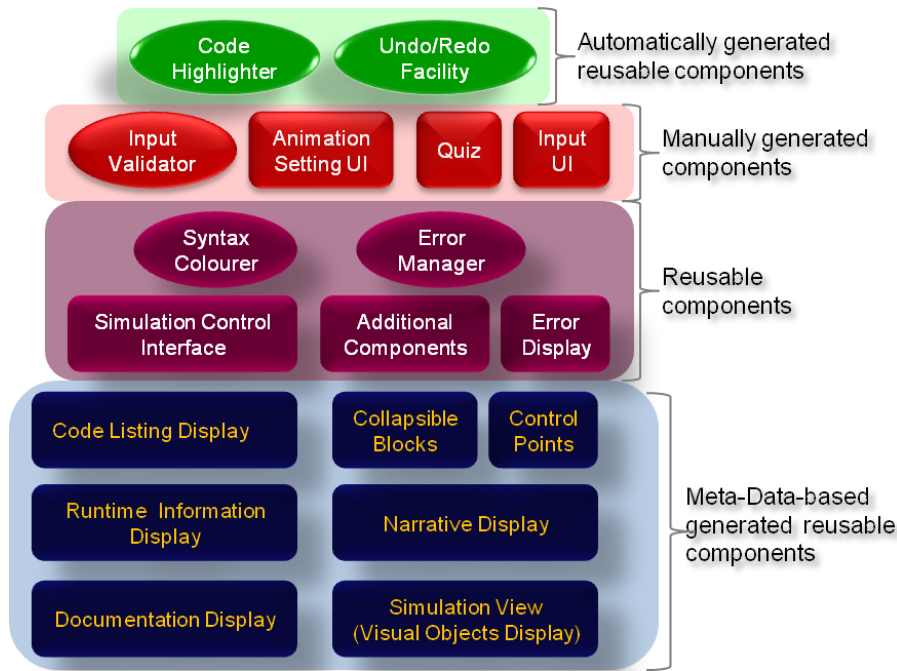 Code
Highlighter
Undo/Redo
Facility
Automatically generated
reusable components
Input
Validator
Animation
Setting UI
Quiz
Input
UI
Manually generated
components
Syntax
Colourer
Error
Manager
Simulation Control
Interface
Additional
Components
Error
Display
Reusable
components
Code Listing Display
Collapsible
Blocks
Control
Points
Runtime Information
Display
Narrative Display
Documentation Display
Simulation View
(Visual Objects Display)
Meta-Data-based
generated reusable
components